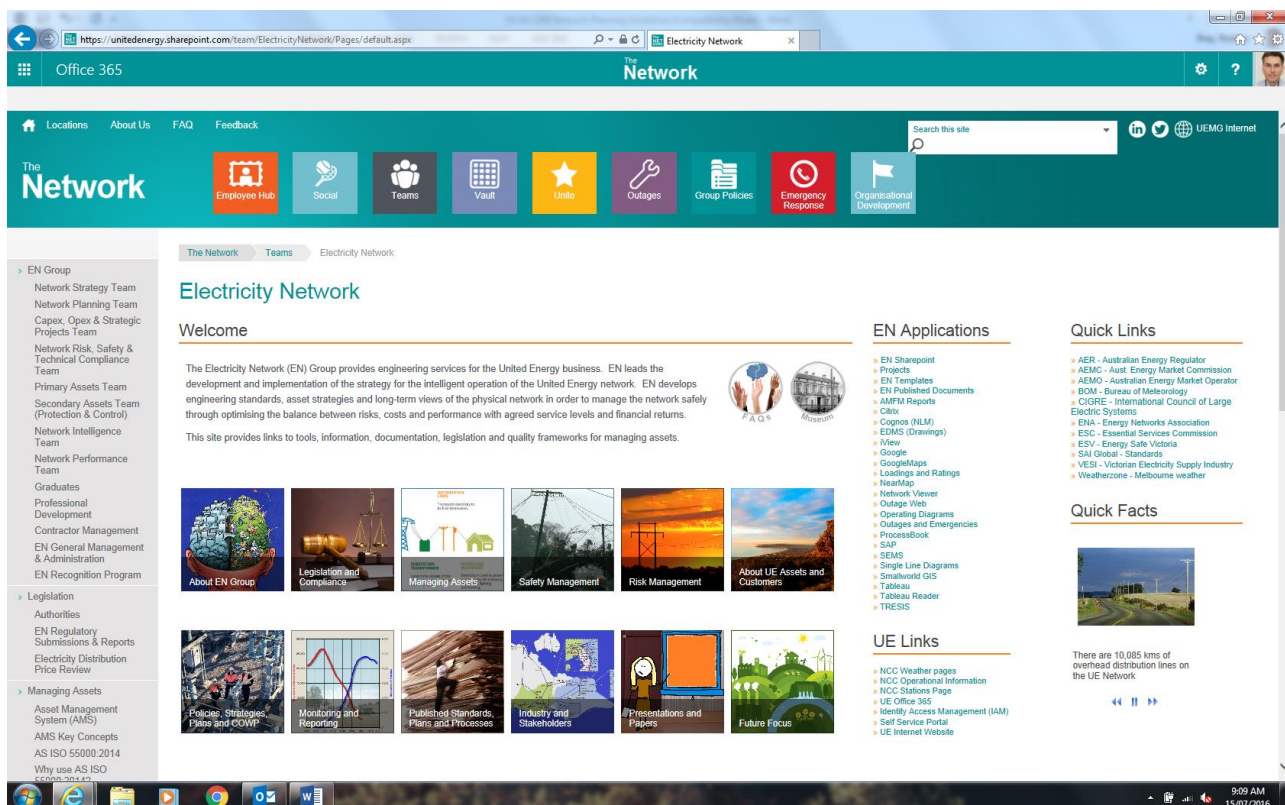 https://unitedenergy.sharepoint.com/team/ElectricityNetwork/Pages/default.aspx
Electricity Network
Office 365
The
Network
?
Locations About Us FAQ Feedback
Search this site
UEMG Internet
The
Network
Employee Hub
Social
Teams
Vault
Unite
Outages
Group Policies
Emergency
Response
Organisational
Development
The Network Teams Electricity Network
EN Group
Network Strategy Team
Network Planning Team
Capex, Opex & Strategic
Projects Team
Network Risk, Safety &
Technical Compliance
Team
Primary Assets Team
Secondary Assets Team
(Protection & Control)
Network Intelligence
Team
Network Performance
Team
Graduates
Professional
Development
Contractor Management
EN General Management
& Administration
EN Recognition Program
Legislation
Authorities
EN Regulatory
Submissions & Reports
Electricity Distribution
Price Review
Managing Assets
Asset Management
System (AMS)
AMS Key Concepts
AS ISO 55000:2014
Why use AS ISO
Electricity Network
Welcome
The Electricity Network (EN) Group provides engineering services for the United Energy business. EN leads the
development and implementation of the strategy for the intelligent operation of the United Energy network. EN develops
engineering standards, asset strategies and long-term views of the physical network in order to manage the network safely
through optimising the balance between risks, costs and performance with agreed service levels and financial returns.
This site provides links to tools, information, documentation, legislation and quality frameworks for managing assets.
FAQs
Museum
About EN Group
Legislation and
Compliance
Managing Assets
Safety Management
Risk Management
About UE Assets and
Customers
Policies, Strategies,
Plans and COWP
Monitoring and
Reporting
Published Standards,
Plans and Processes
Industry and
Stakeholders
Presentations and
Papers
Future Focus
EN Applications
EN Sharepoint
Projects
EN Templates
EN Published Documents
AMFM Reports
Citrix
Cognos (NLM)
EDMS (Drawings)
iView
Google
GoogleMaps
Loadings and Ratings
NearMap
Network Viewer
Outage Web
Operating Diagrams
Outages and Emergencies
ProcessBook
SAP
SEMS
Single Line Diagrams
Smallworld GIS
Tableau
Tableau Reader
TRESIS
UE Links
NCC Weather pages
NCC Operational Information
NCC Stations Page
UE Office 365
Identity Access Management (IAM)
Self Service Portal
UE Internet Website
Quick Links
AER - Australian Energy Regulator
AEMC - Aust. Energy Market Commission
AEMO - Australian Energy Market Operator
BOM - Bureau of Meteorology
CIGRE - International Council of Large
Electric Systems
ENA - Energy Networks Association
ESC - Essential Services Commission
ESV - Energy Safe Victoria
SAI Global - Standards
VESI - Victorian Electricity Supply Industry
Weatherzone - Melbourne weather
Quick Facts
There are 10,085 kms of
overhead distribution lines on
the UE Network
9:09 AM
15/07/2016